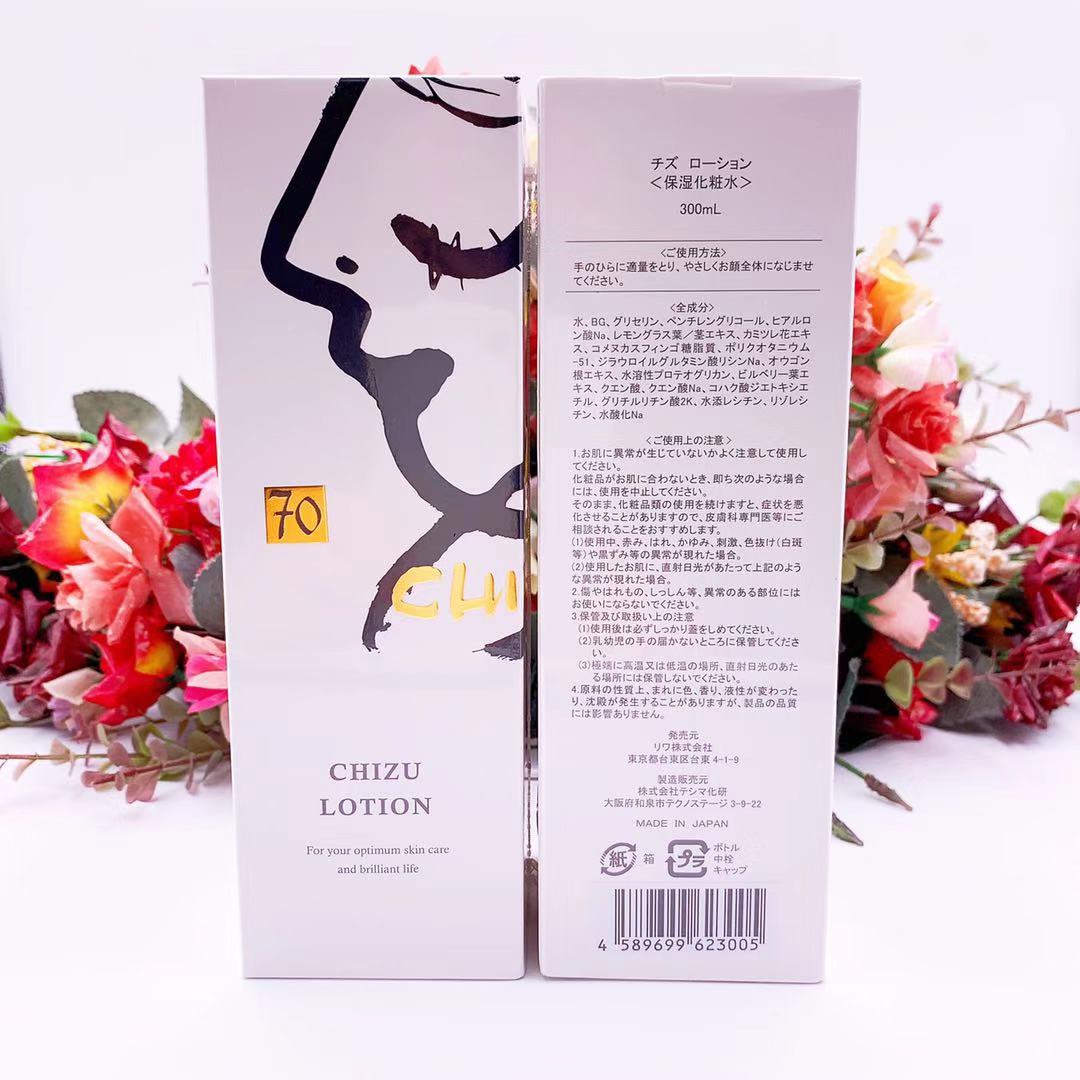 70
CHI
CHIZU
LOTION
For your optimum skin care
and brilliant life
チズ ローション
＜保湿化粧水＞
300mL
＜ご使用方法＞
手のひらに適量をとり、やさしくお顔全体になじませ
てください。
＜全成分＞
水、BG、グリセリン、ペンチレングリコール、ヒアルロ
ン酸Na、レモングラス葉／茎エキス、カミツレ花エキ
ス、コメヌカスフィンゴ糖脂質、ポリクオタニウム
-51、ジラウロイルグルタミン酸リシンNa、オウゴン
根エキス、水溶性プロテオグリカン、ビルベリー葉エ
キス、クエン酸、クエン酸Na、コハク酸ジエトキシエ
チル、グリチルリチン酸2K、水添レシチン、リゾレシ
チン、水酸化Na
＜ご使用上の注意＞
1.お肌に異常が生じていないかよく注意して使用し
てください。
化粧品がお肌に合わないとき、即ち次のような場合
には、使用を中止してください。
そのまま、化粧品類の使用を続けますと、症状を悪
化させることがありますので、皮膚科専門医等にご
相談されることをおすすめします。
(1)使用中、赤み、はれ、かゆみ、刺激、色抜け(白斑
等)や黒ずみ等の異常が現れた場合。
(2)使用したお肌に、直射日光があたって上記のよう
な異常が現れた場合。
2.傷やはれもの、しっしん等、異常のある部位には
お使いにならないでください。
3.保管及び取扱い上の注意
(1)使用後は必ずしっかり蓋をしめてください。
(2)乳幼児の手の届かないところに保管してくださ
い。
(3)極端に高温又は低温の場所、直射日光のあた
る場所には保管しないでください。
4.原料の性質上、まれに色、香り、液性が変わった
り、沈殿が発生することがありますが、製品の品質
には影響ありません。
発売元
リワ株式会社
東京都台東区台東 4-1-9
製造販売元
株式会社テシマ化研
大阪府和泉市テクノステージ 3-9-22
MADE IN JAPAN
紙 箱 プラ ボトル
中栓
キャップ
4 589699 623005